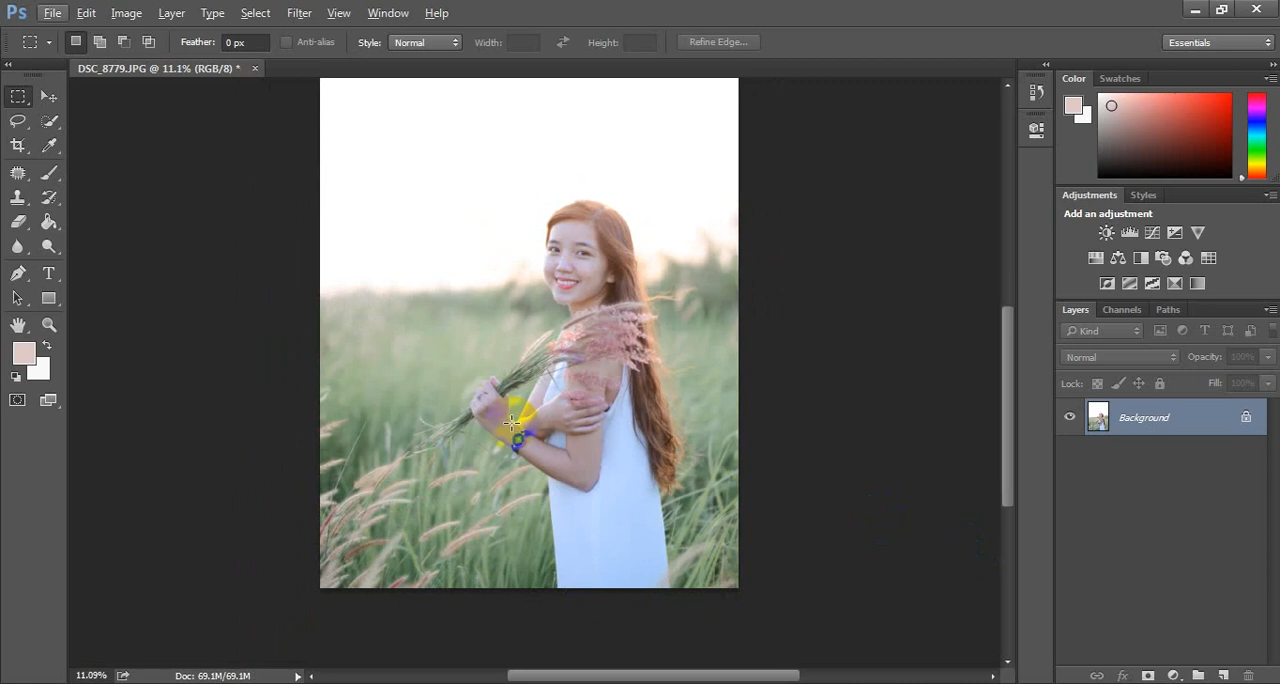 Ps File Edit Image Layer Type Select Filter View Window Help
Feather: 0 px Anti-alias Style: Normal Width: Height: Refine Edge... Essentials
DSC_8779.JPG @ 11.1% (RGB/8) * ×
Color Swatches
Adjustments Styles
Add an adjustment
Layers Channels Paths
Kind
Normal Opacity: 100%
Lock: Fill: 100%
Background
11.09% Doc: 69.1M/69.1M